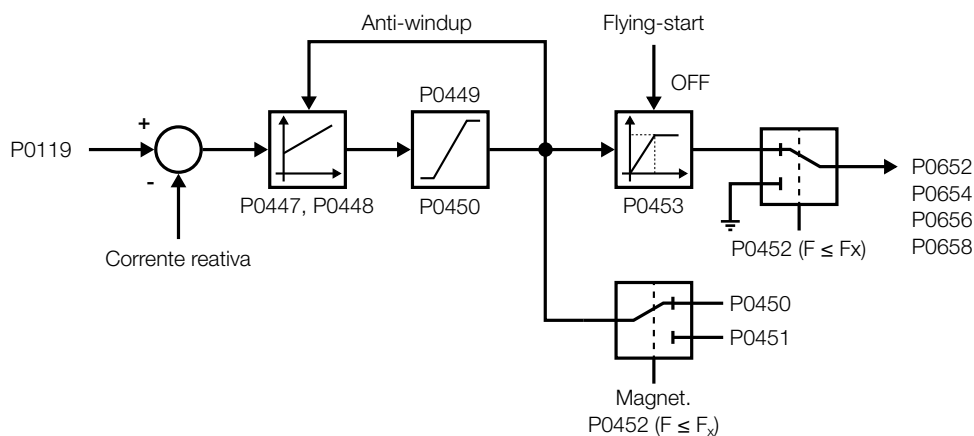 Anti-windup
Flying-start
OFF
P0449
P0119
+
-
P0447, P0448
P0450
P0453
P0652
P0654
P0656
P0658
P0452 (F ≤ Fx)
Corrente reativa
P0450
P0451
Magnet.
P0452 (F ≤ Fₓ)